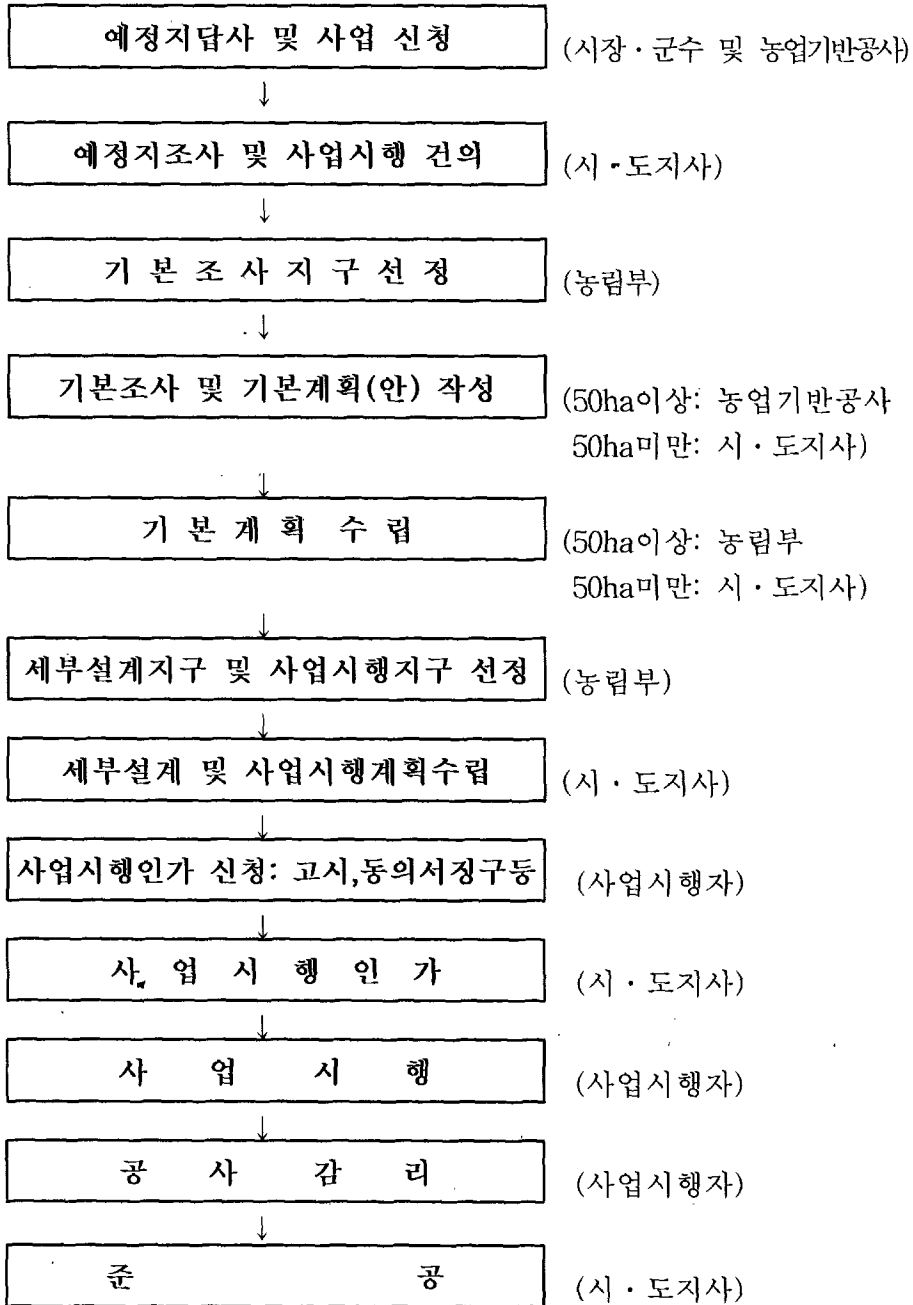 예정지답사 및 사업 신청 (시장·군수 및 농업기반공사)
↓
예정지조사 및 사업시행 건의 (시·도지사)
↓
기 본 조 사 지 구 선 정 (농림부)
↓
기본조사 및 기본계획(안) 작성 (50ha이상: 농업기반공사
50ha미만: 시·도지사)
↓
기 본 계 획 수 립 (50ha이상: 농림부
50ha미만: 시·도지사)
↓
세부설계지구 및 사업시행지구 선정 (농림부)
↓
세부설계 및 사업시행계획수립 (시·도지사)
↓
사업시행인가 신청: 고시,동의서징구등 (사업시행자)
↓
사 업 시 행 인 가 (시·도지사)
↓
사 업 시 행 (사업시행자)
↓
공 사 감 리 (사업시행자)
↓
준 공 (시·도지사)